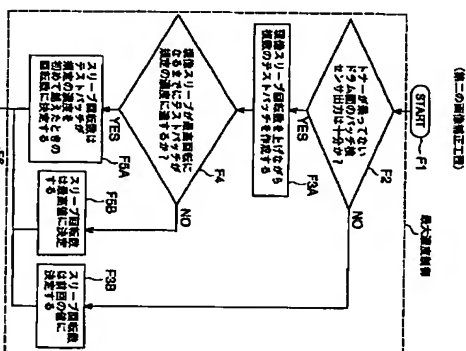 (第二の画像補正工程)
最大濃度制御
START
F1
トナーが乗ってない
ドラム面のパッチ検
センサ出力は十分か?
F2
YES
NO
現像スリーブ回転数を上げながら
複数のテストパッチを作成する
F3A
現像スリーブが最高回転に
なるまでにテストパッチが
規定の濃度に達するか?
F4
YES
NO
スリーブ回転数は
テストパッチが
規定の濃度を
初めて越えたときの
回転数に決定する
F5A
スリーブ回転数
は最高値に決定
する
F5B
スリーブ回転数
は前回の値に
決定する
F3B